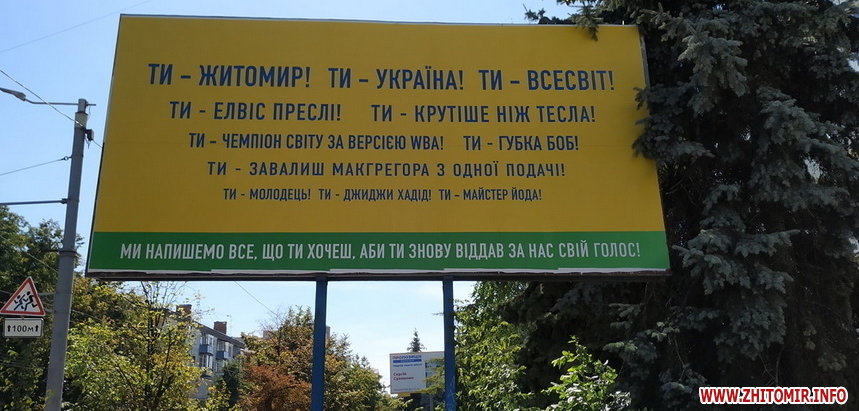 ТИ – ЖИТОМИР! ТИ – УКРАЇНА! ТИ – ВСЕСВІТ!
ТИ - ЕЛВІС ПРЕСЛІ! ТИ - КРУТІШЕ НІЖ ТЕСЛА!
ТИ – ЧЕМПІОН СВІТУ ЗА ВЕРСІЄЮ WBA! ТИ - ГУБКА БОБ!
ТИ - ЗАВАЛИШ МАКГРЕГОРА З ОДНОЇ ПОДАЧІ!
ТИ - МОЛОДЕЦЬ! ТИ - ДЖИДЖИ ХАДІД! ТИ – МАЙСТЕР ЙОДА!
МИ НАПИШЕМО ВСЕ, ЩО ТИ ХОЧЕШ, АБИ ТИ ЗНОВУ ВІДДАВ ЗА НАС СВІЙ ГОЛОС!
100м
WWW.ZHITOMIR.INFO